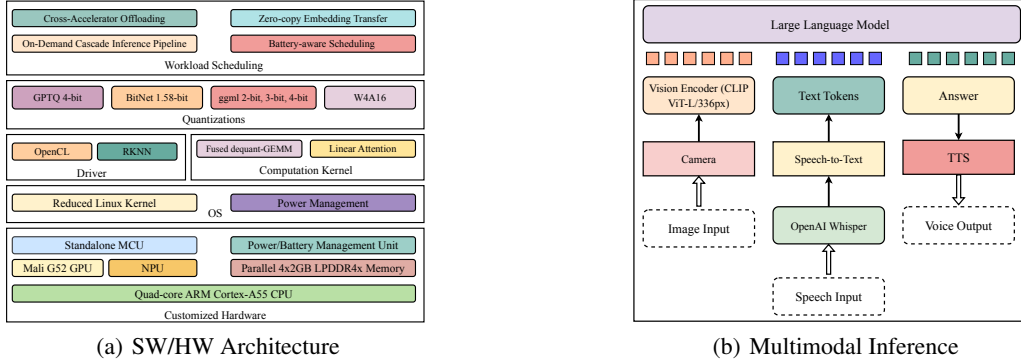 Cross-Accelerator Offloading
Zero-copy Embedding Transfer
On-Demand Cascade Inference Pipeline
Battery-aware Scheduling
Workload Scheduling
GPTQ 4-bit
BitNet 1.58-bit
ggml 2-bit, 3-bit, 4-bit
W4A16
Quantizations
OpenCL
RKNN
Driver
Fused dequant-GEMM
Linear Attention
Computation Kernel
Reduced Linux Kernel
OS
Power Management
Standalone MCU
Power/Battery Management Unit
Mali G52 GPU
NPU
Parallel 4x2GB LPDDR4x Memory
Quad-core ARM Cortex-A55 CPU
Customized Hardware
(a) SW/HW Architecture
Large Language Model
Vision Encoder (CLIP
ViT-L/336px)
Text Tokens
Answer
Camera
Speech-to-Text
TTS
Image Input
OpenAI Whisper
Voice Output
Speech Input
(b) Multimodal Inference